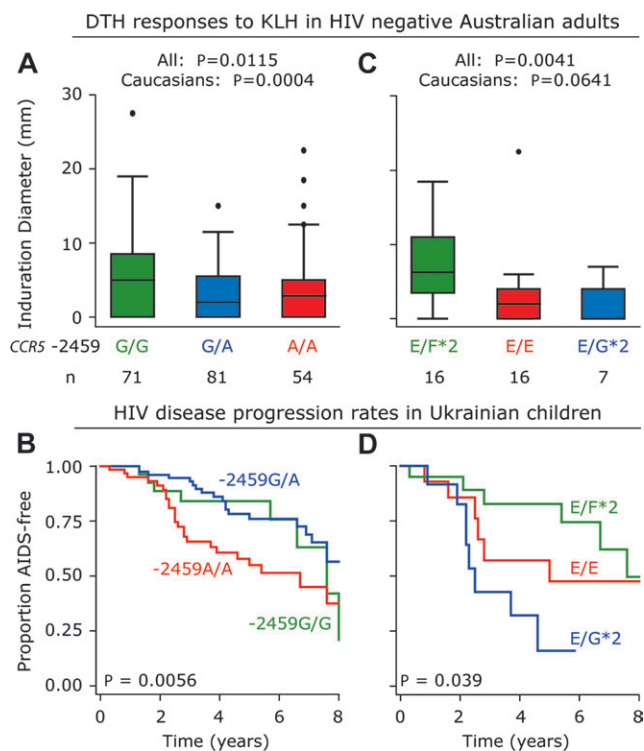 DTH responses to KLH in HIV negative Australian adults
A
All: P=0.0115
Caucasians: P=0.0004
C
All: P=0.0041
Caucasians: P=0.0641
Induration Diameter (mm)
30
20
10
0
CCR5 -2459 G/G G/A A/A
E/F*2 E/E E/G*2
n 71 81 54
16 16 7
HIV disease progression rates in Ukrainian children
B
Proportion AIDS-free
1.00
0.75
0.50
0.25
0.00
-2459G/A
-2459A/A
-2459G/G
P = 0.0056
0 2 4 6 8
Time (years)
D
E/F*2
E/E
E/G*2
P = 0.039
0 2 4 6 8
Time (years)